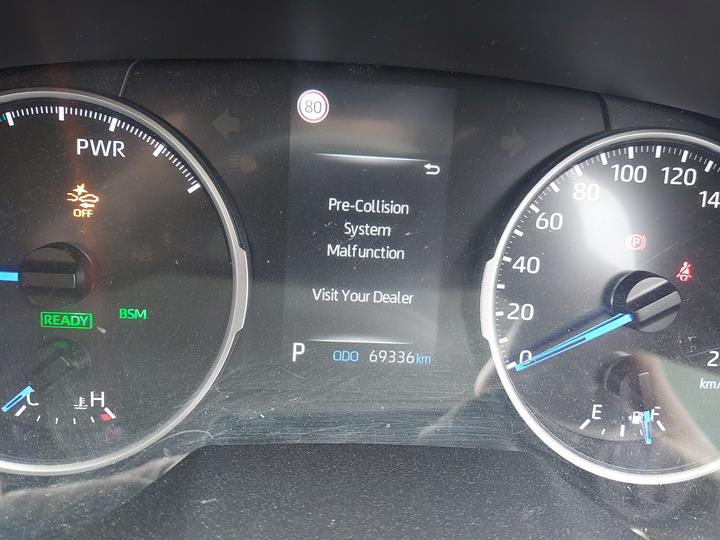 80
PWR
OFF
READY
BSM
C
H
Pre-Collision
System
Malfunction
Visit Your Dealer
P ODO 69336 km
0
20
40
60
80
100
120
km/
E
F